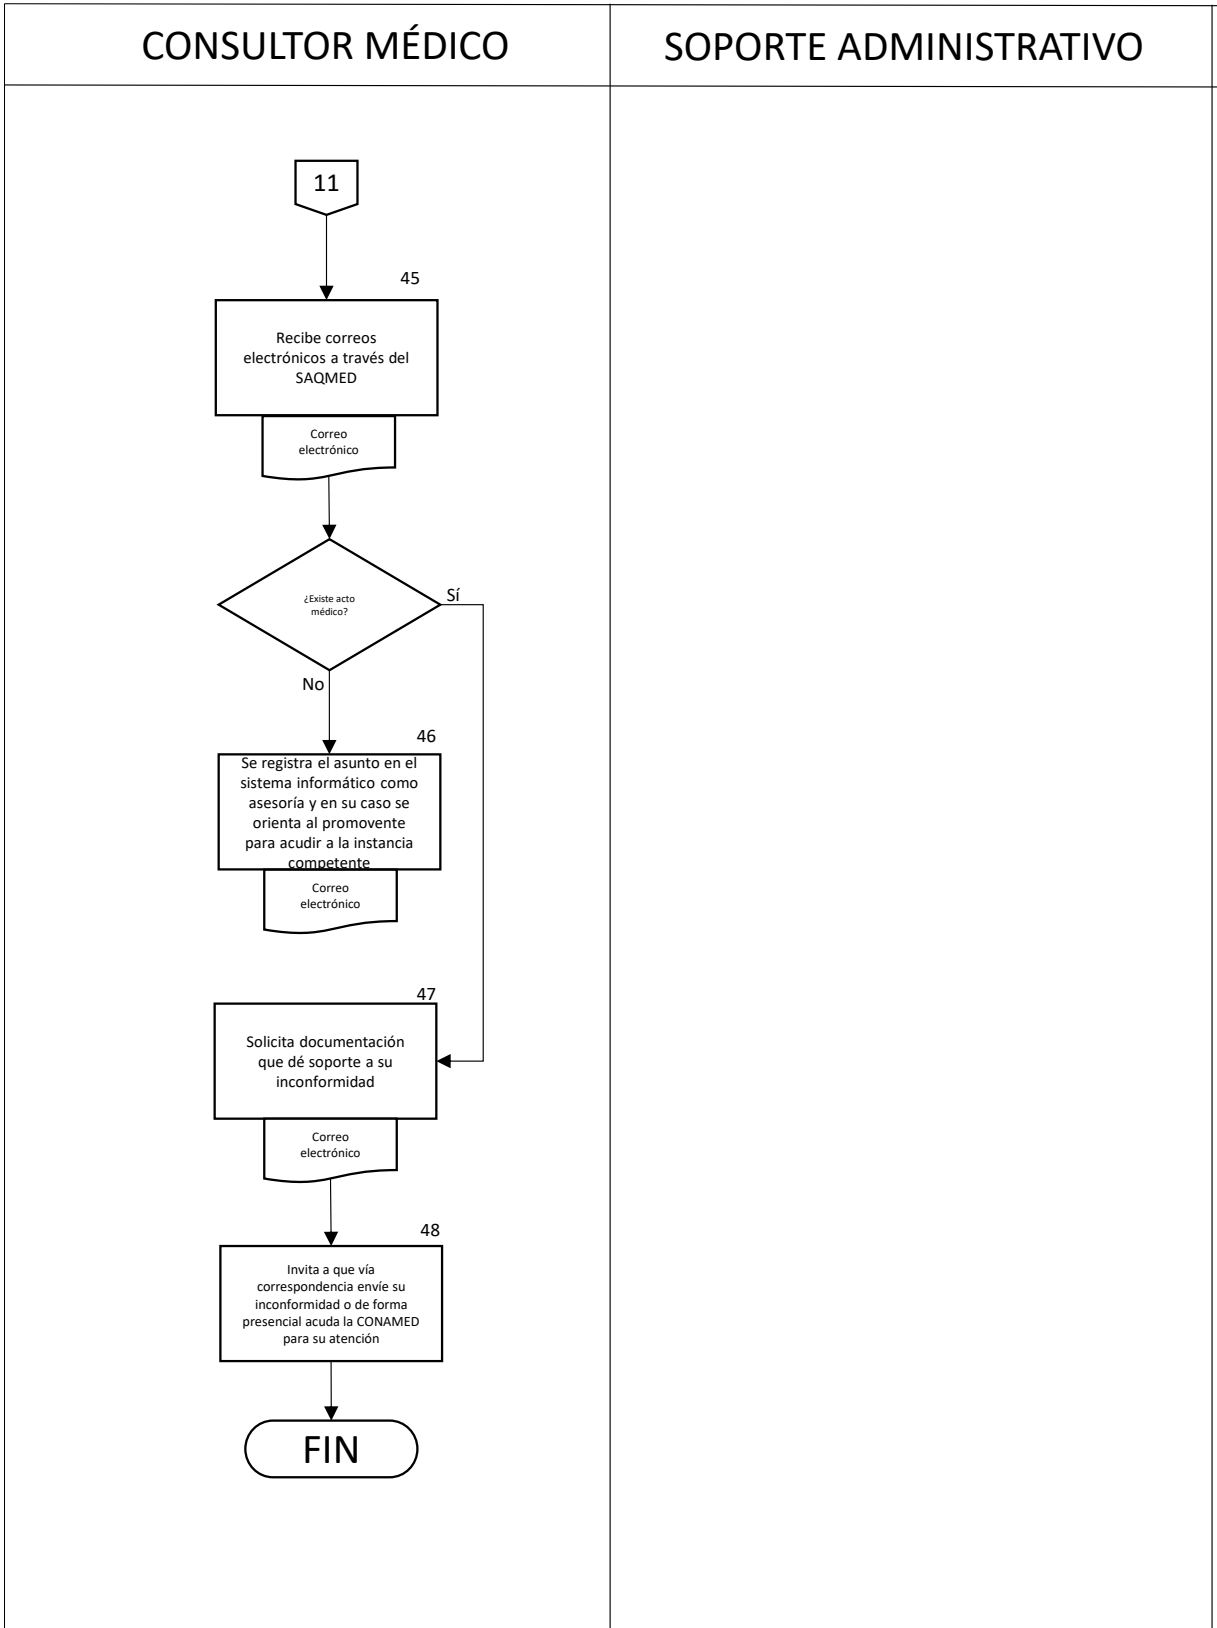 CONSULTOR MÉDICO
SOPORTE ADMINISTRATIVO
11
45
Recibe correos
electrónicos a través del
SAQMED
Correo
electrónico
¿Existe acto
médico?
Sí
No
46
Se registra el asunto en el
sistema informático como
asesoría y en su caso se
orienta al promovente
para acudir a la instancia
competente
Correo
electrónico
47
Solicita documentación
que dé soporte a su
inconformidad
Correo
electrónico
48
Invita a que vía
correspondencia envíe su
inconformidad o de forma
presencial acuda la CONAMED
para su atención
FIN